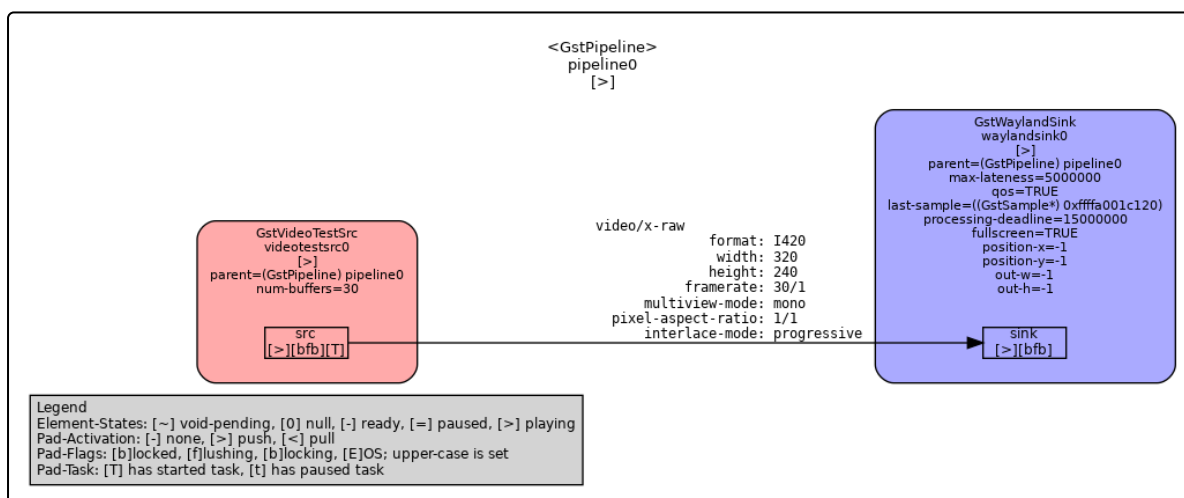 <GstPipeline>
pipeline0
[>]
GstWaylandSink
waylandsink0
[>]
parent=(GstPipeline) pipeline0
max-lateness=5000000
qos=TRUE
last-sample=((GstSample*) 0xffffa001c120)
processing-deadline=15000000
fullscreen=TRUE
position-x=-1
position-y=-1
out-w=-1
out-h=-1
sink
[>][bfb]
GstVideoTestSrc
videotestsrc0
[>]
parent=(GstPipeline) pipeline0
num-buffers=30
src
[>][bfb][T]
video/x-raw
format: I420
width: 320
height: 240
framerate: 30/1
multiview-mode: mono
pixel-aspect-ratio: 1/1
interlace-mode: progressive
Legend
Element-States: [~] void-pending, [0] null, [-] ready, [=] paused, [>] playing
Pad-Activation: [-] none, [>] push, [<] pull
Pad-Flags: [b]locked, [f]lushing, [b]locking, [E]OS; upper-case is set
Pad-Task: [T] has started task, [t] has paused task